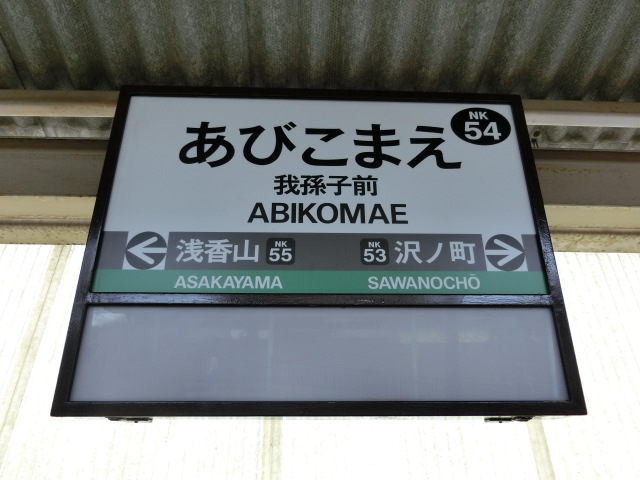 NK
54
あびこまえ
我孫子前
ABIKOMAE
浅香山 NK 55 NK 53 沢ノ町
ASAKAYAMA SAWANOCHŌ